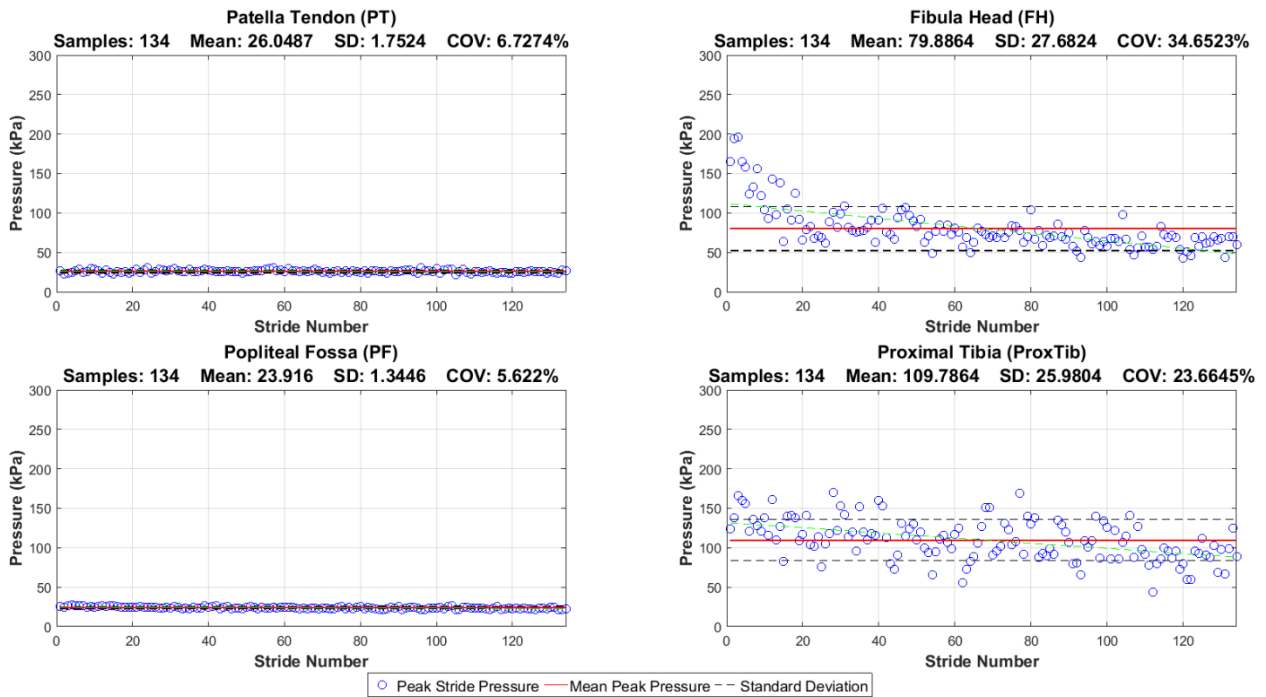 Patella Tendon (PT)
Samples: 134 Mean: 26.0487 SD: 1.7524 COV: 6.7274%
300
250
200
150
100
50
0
Pressure (kPa)
0 20 40 60 80 100 120
Stride Number
Fibula Head (FH)
Samples: 134 Mean: 79.8864 SD: 27.6824 COV: 34.6523%
300
250
200
150
100
50
0
Pressure (kPa)
0 20 40 60 80 100 120
Stride Number
Popliteal Fossa (PF)
Samples: 134 Mean: 23.916 SD: 1.3446 COV: 5.622%
300
250
200
150
100
50
0
Pressure (kPa)
0 20 40 60 80 100 120
Stride Number
Proximal Tibia (ProxTib)
Samples: 134 Mean: 109.7864 SD: 25.9804 COV: 23.6645%
300
250
200
150
100
50
0
Pressure (kPa)
0 20 40 60 80 100 120
Stride Number
Peak Stride Pressure Mean Peak Pressure Standard Deviation